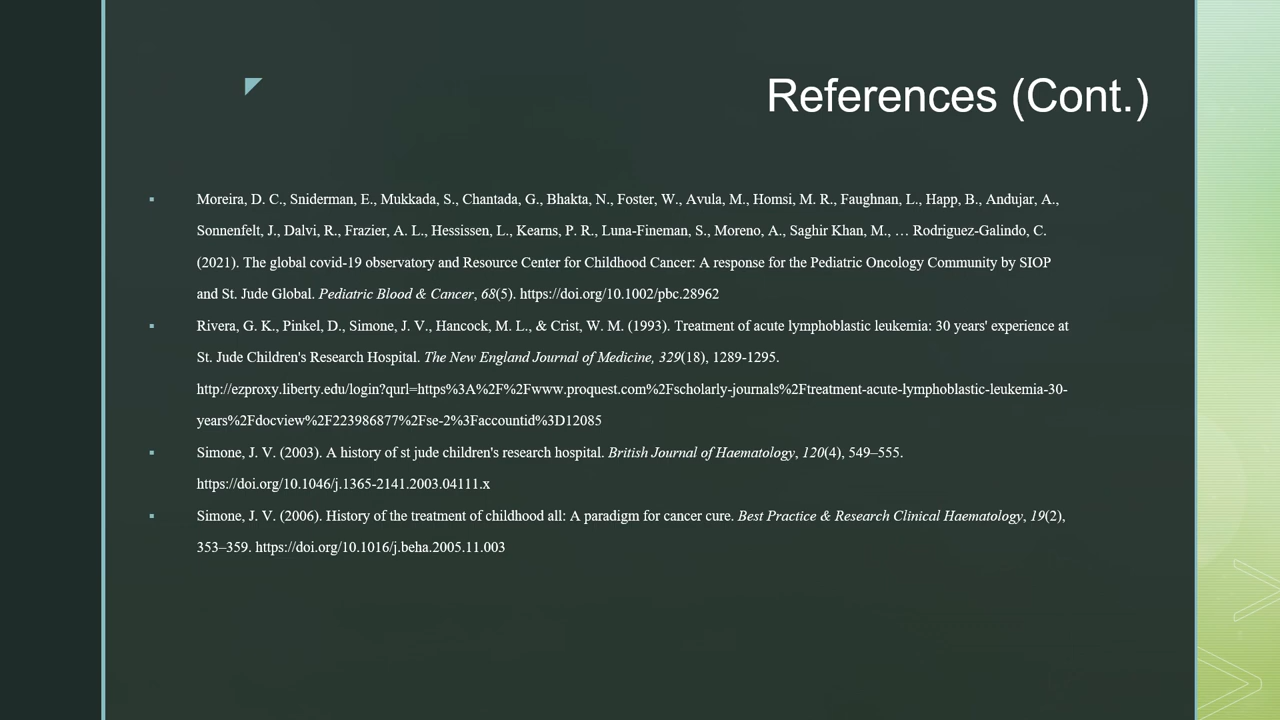 References (Cont.)
Moreira, D. C., Sniderman, E., Mukkada, S., Chantada, G., Bhakta, N., Foster, W., Avula, M., Homsi, M. R., Faughnan, L., Happ, B., Andujar, A.,
Sonnenfelt, J., Dalvi, R., Frazier, A. L., Hessissen, L., Kearns, P. R., Luna-Fineman, S., Moreno, A., Saghir Khan, M., … Rodriguez-Galindo, C.
(2021). The global covid-19 observatory and Resource Center for Childhood Cancer: A response for the Pediatric Oncology Community by SIOP
and St. Jude Global. Pediatric Blood & Cancer, 68(5). https://doi.org/10.1002/pbc.28962
Rivera, G. K., Pinkel, D., Simone, J. V., Hancock, M. L., & Crist, W. M. (1993). Treatment of acute lymphoblastic leukemia: 30 years' experience at
St. Jude Children's Research Hospital. The New England Journal of Medicine, 329(18), 1289-1295.
http://ezproxy.liberty.edu/login?qurl=https%3A%2F%2Fwww.proquest.com%2Fscholarly-journals%2Ftreatment-acute-lymphoblastic-leukemia-30-
years%2Fdocview%2F223986877%2Fse-2%3Faccountid%3D12085
Simone, J. V. (2003). A history of st jude children's research hospital. British Journal of Haematology, 120(4), 549–555.
https://doi.org/10.1046/j.1365-2141.2003.04111.x
Simone, J. V. (2006). History of the treatment of childhood all: A paradigm for cancer cure. Best Practice & Research Clinical Haematology, 19(2),
353–359. https://doi.org/10.1016/j.beha.2005.11.003